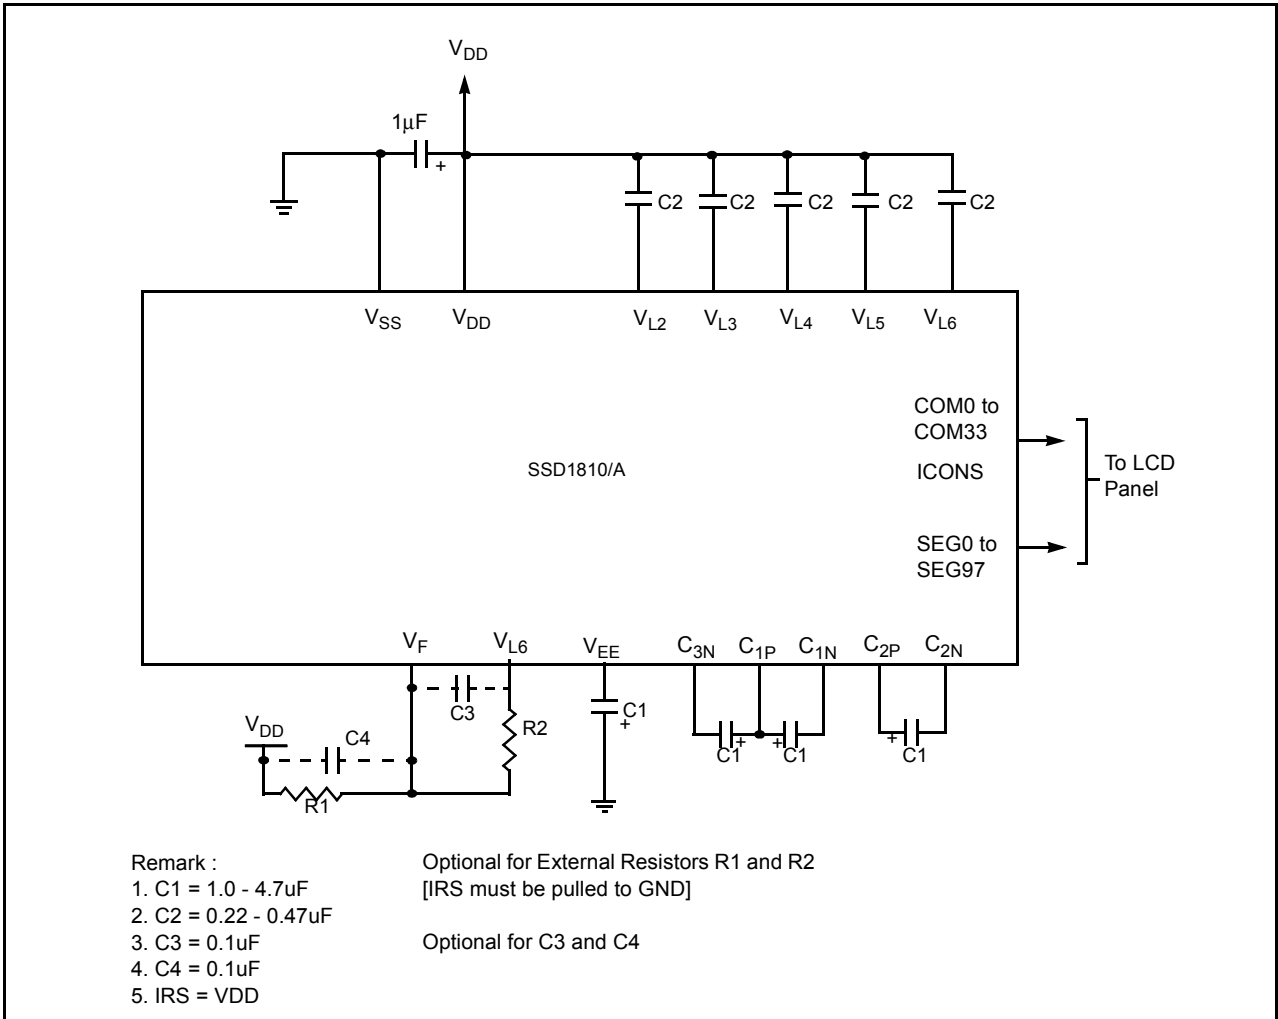 VDD
1μF
+
C2 C2 C2 C2 C2
VSS VDD VL2 VL3 VL4 VL5 VL6
COM0 to
COM33
ICONS
SSD1810/A
To LCD
Panel
SEG0 to
SEG97
VF VL6 VEE C3N C1P C1N C2P C2N
C3
C1
+
VDD
C4
R2
+ + +
C1 C1 C1
R1
Remark :
1. C1 = 1.0 - 4.7uF
2. C2 = 0.22 - 0.47uF
3. C3 = 0.1uF
4. C4 = 0.1uF
5. IRS = VDD
Optional for External Resistors R1 and R2
[IRS must be pulled to GND]
Optional for C3 and C4